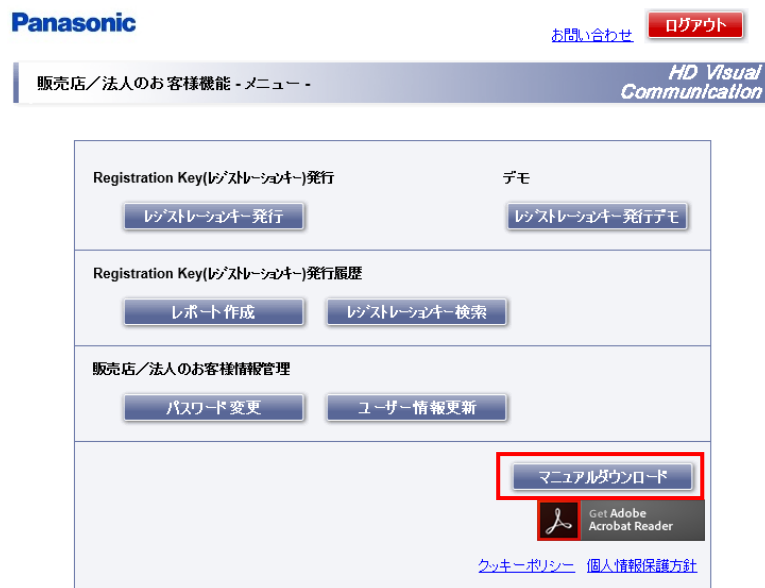 Panasonic
お問い合わせ ログアウト
販売店／法人のお客様機能 - メニュー -
HD Visual
Communication
Registration Key(レジストレーションキー)発行 デモ
レジストレーションキー発行 レジストレーションキー発行デモ
Registration Key(レジストレーションキー)発行履歴
レポート作成 レジストレーションキー検索
販売店／法人のお客様情報管理
パスワード変更 ユーザー情報更新
マニュアルダウンロード
Get Adobe
Acrobat Reader
クッキーポリシー 個人情報保護方針